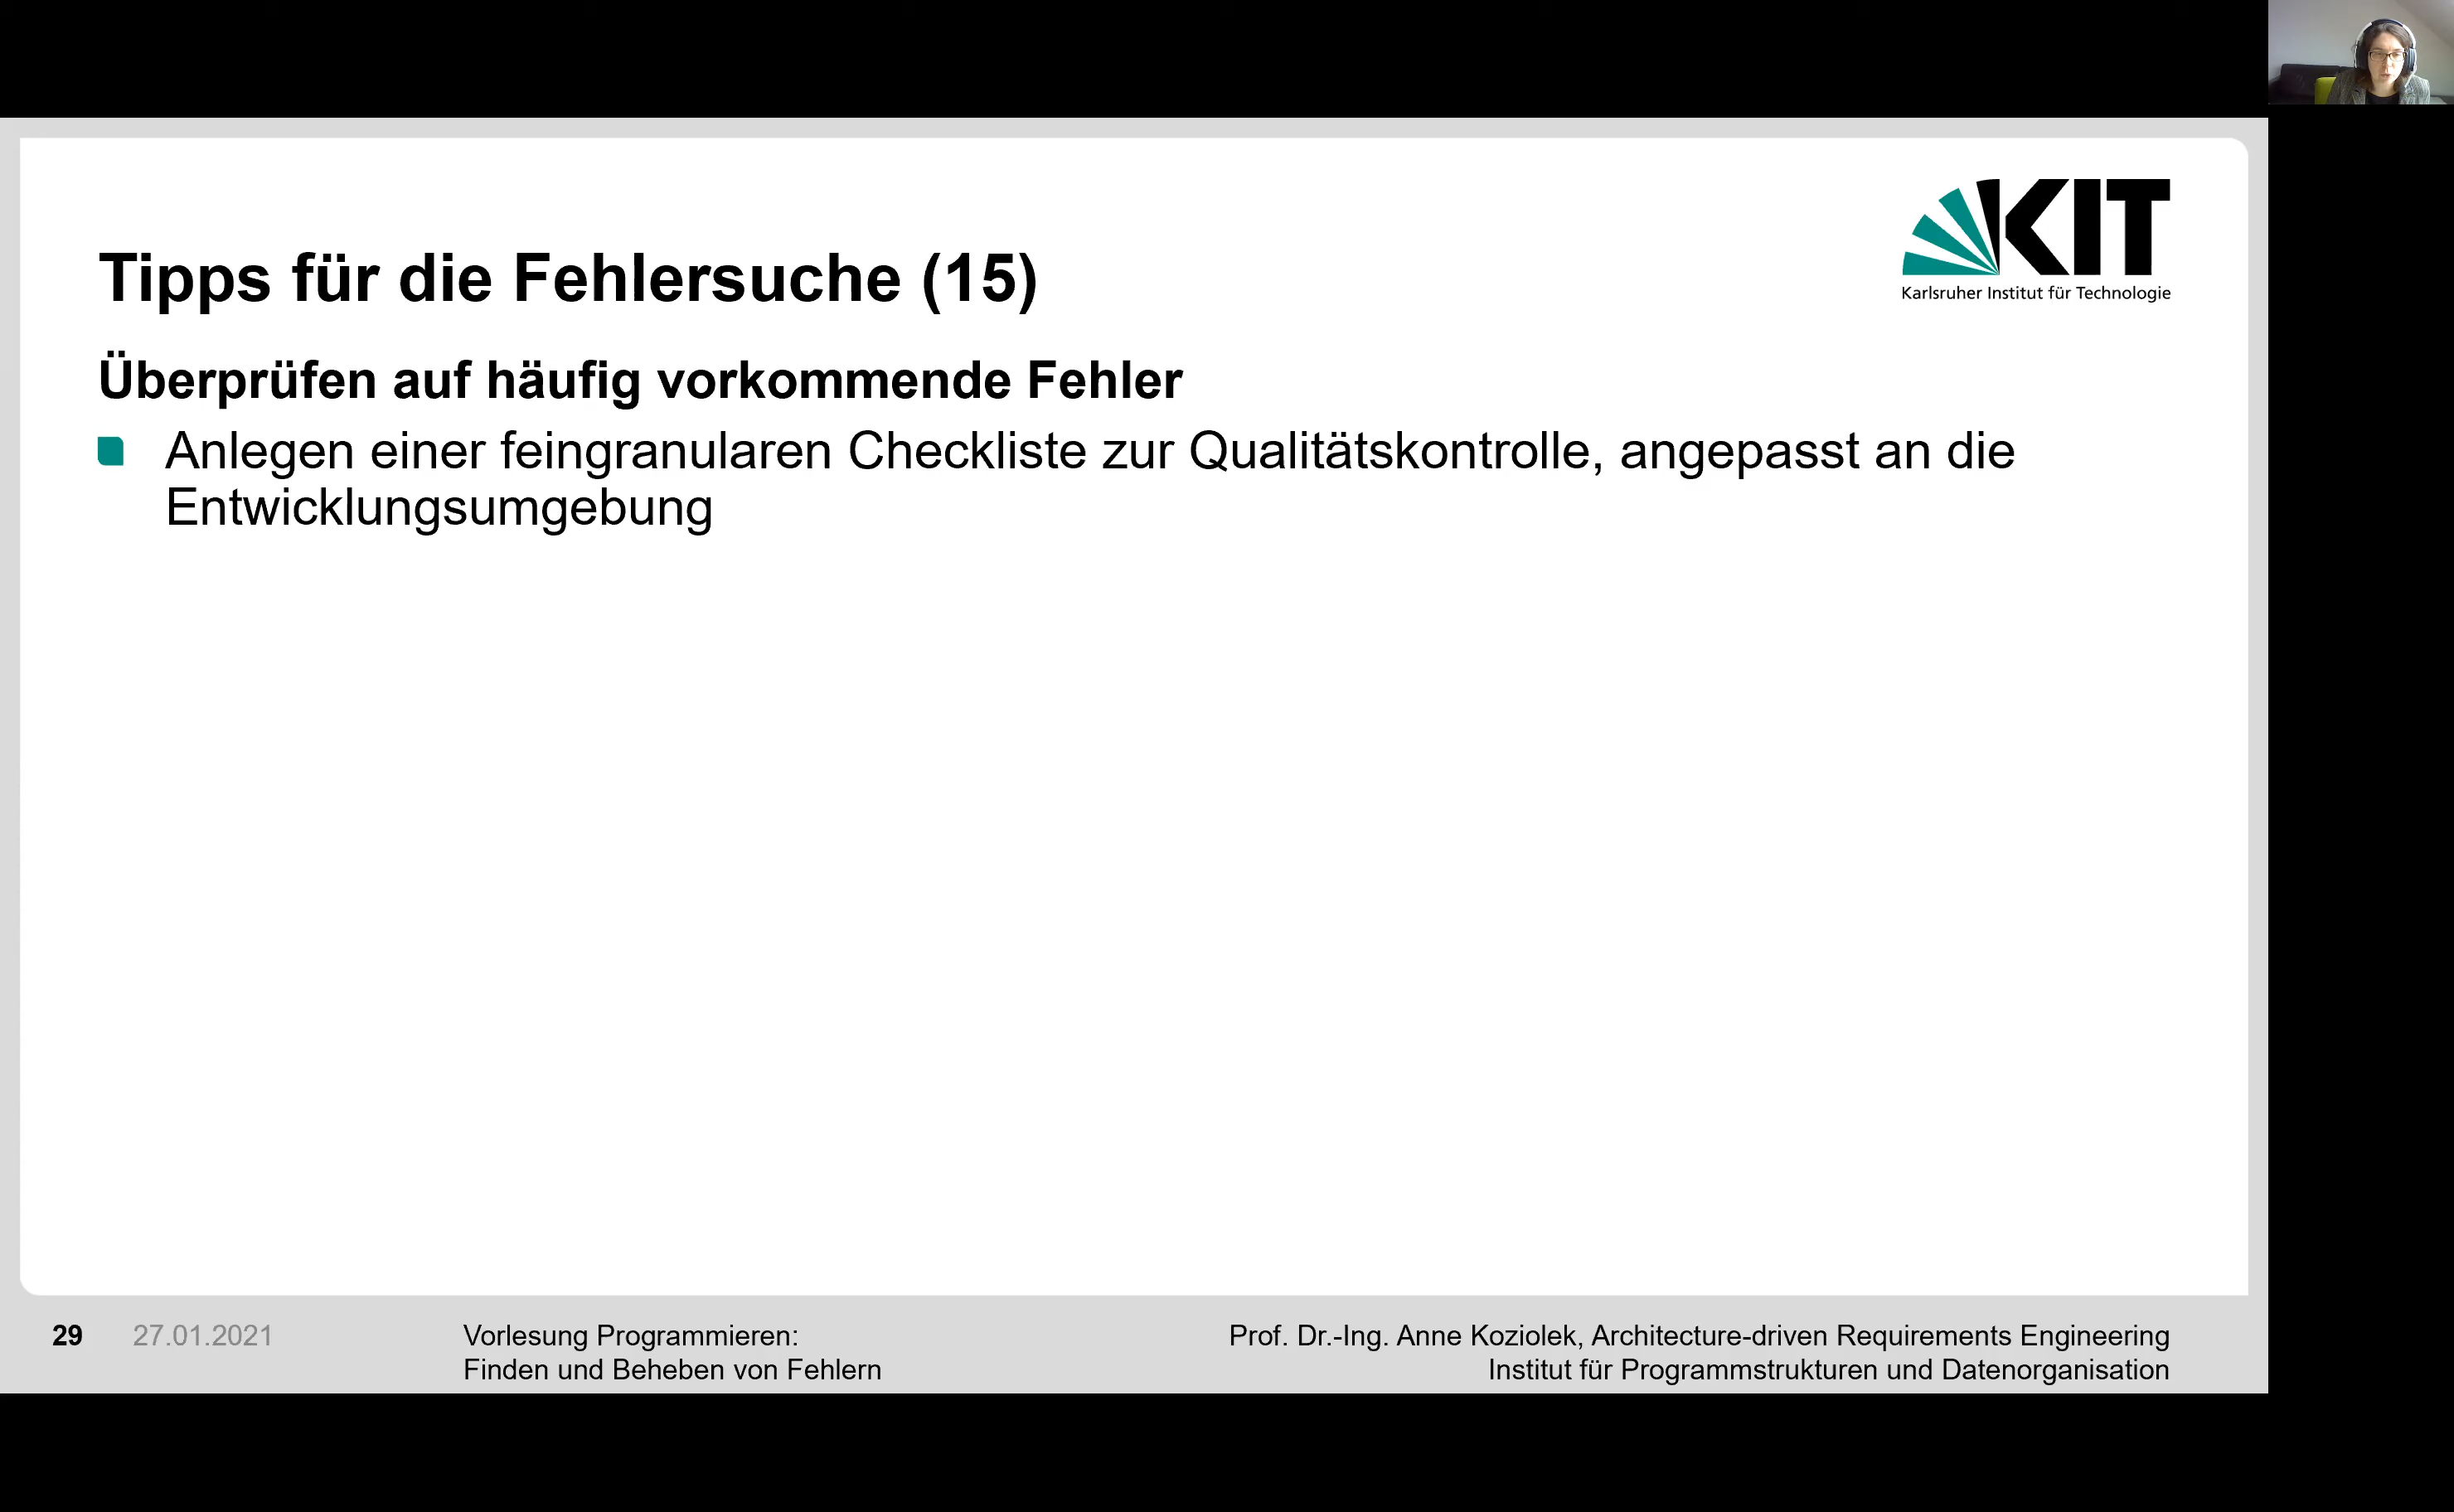 KIT
Karlsruher Institut für Technologie
Tipps für die Fehlersuche (15)
Überprüfen auf häufig vorkommende Fehler
Anlegen einer feingranularen Checkliste zur Qualitätskontrolle, angepasst an die
Entwicklungsumgebung
29 27.01.2021
Vorlesung Programmieren:
Finden und Beheben von Fehlern
Prof. Dr.-Ing. Anne Koziolek, Architecture-driven Requirements Engineering
Institut für Programmstrukturen und Datenorganisation